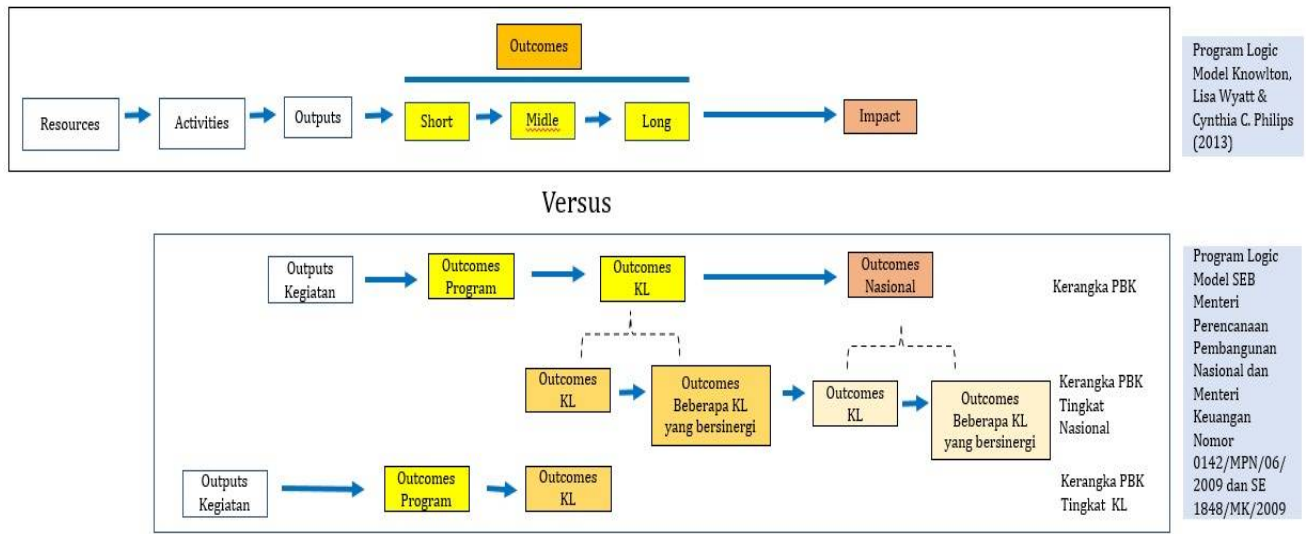 Outcomes
Resources
Activities
Outputs
Short
Midle
Long
Impact
Program Logic
Model Knowlton,
Lisa Wyatt &
Cynthia C. Philips
(2013)
Versus
Outputs
Kegiatan
Outcomes
Program
Outcomes
KL
Outcomes
Nasional
Kerangka PBK
Outcomes
KL
Outcomes
Beberapa KL
yang bersinergi
Outcomes
KL
Outcomes
Beberapa KL
yang bersinergi
Kerangka PBK
Tingkat
Nasional
Outputs
Kegiatan
Outcomes
Program
Outcomes
KL
Kerangka PBK
Tingkat KL
Program Logic
Model SEB
Menteri
Perencanaan
Pembangunan
Nasional dan
Menteri
Keuangan
Nomor
0142/MPN/06/
2009 dan SE
1848/MK/2009